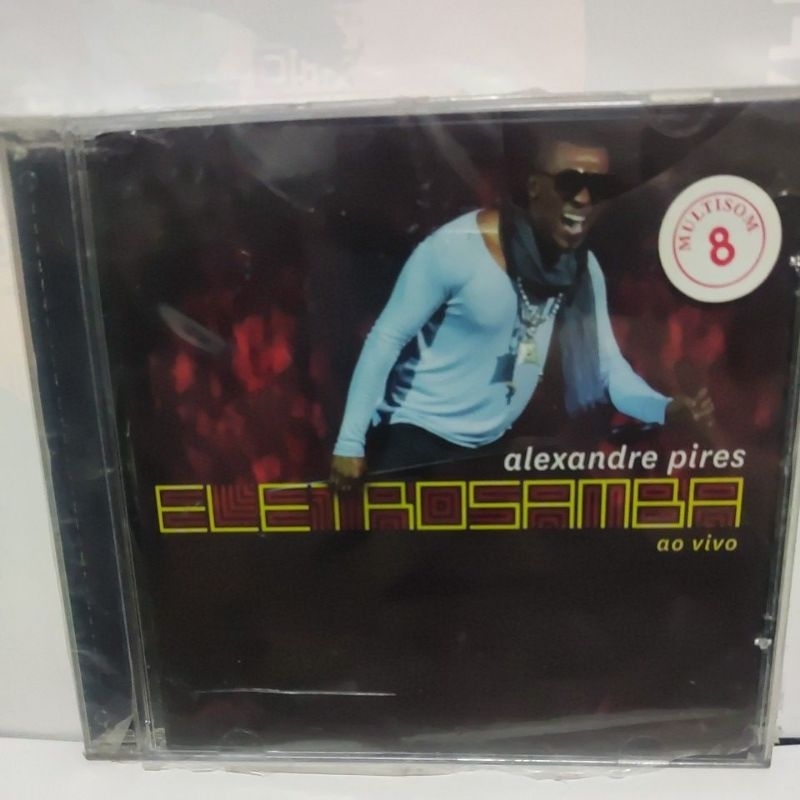 MULTISOM
8
alexandre pires
ELETROSAMBA
ao vivo